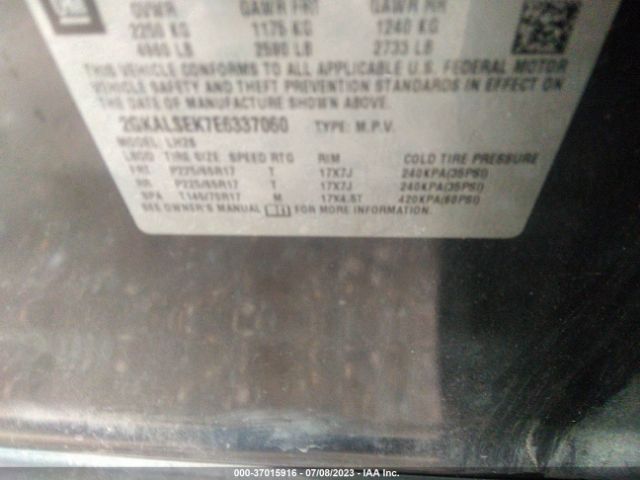 GM
GVWR GAWR FRT GAWR RR
2250 KG 1175 KG 1240 KG
4960 LB 2590 LB 2733 LB
THIS VEHICLE CONFORMS TO ALL APPLICABLE U.S. FEDERAL MOTOR
VEHICLE SAFETY AND THEFT PREVENTION STANDARDS IN EFFECT ON
THE DATE OF MANUFACTURE SHOWN ABOVE.
2GKALSEK7E6337060 TYPE: M.P.V.
MODEL: LH26
LOAD TIRE SIZE SPEED RTG RIM COLD TIRE PRESSURE
FRT P225/65R17 T 17X7J 240KPA(35PSI)
RR P225/65R17 T 17X7J 240KPA(35PSI)
SPA T145/70R17 M 17X4.5T 420KPA(60PSI)
SEE OWNER'S MANUAL FOR MORE INFORMATION.
000-37015916 - 07/08/2023 - IAA Inc.